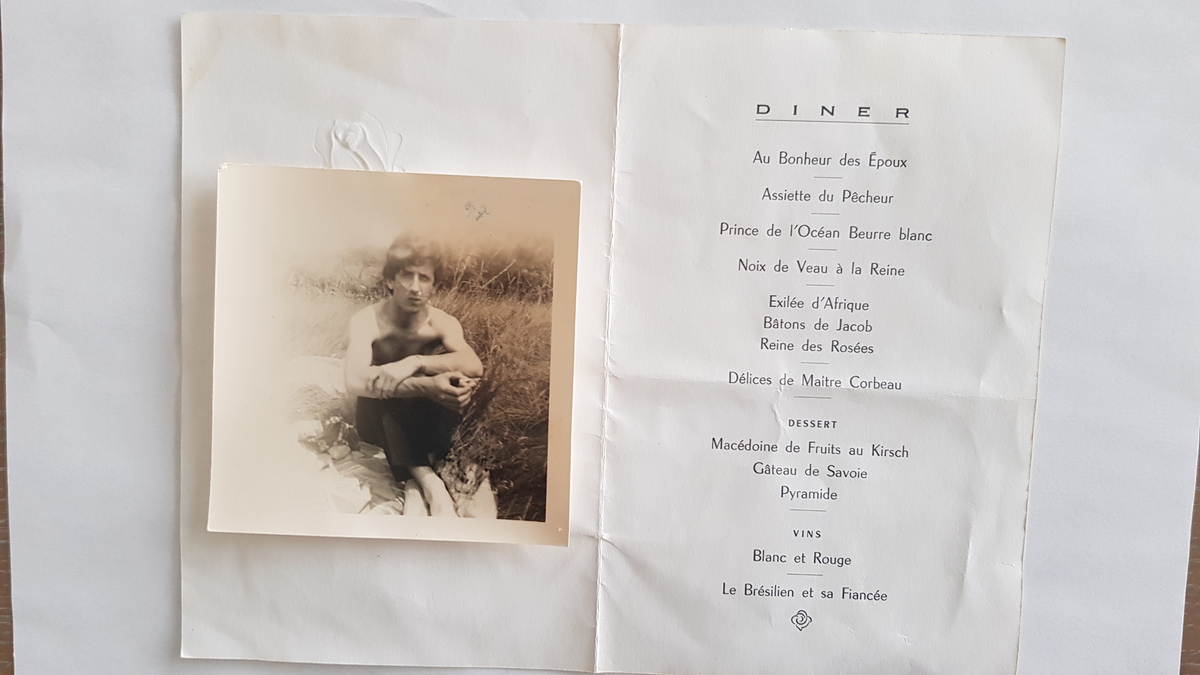 DINER
Au Bonheur des Époux
Assiette du Pêcheur
Prince de l'Océan Beurre blanc
Noix de Veau à la Reine
Exilée d'Afrique
Bâtons de Jacob
Reine des Rosées
Délices de Maitre Corbeau
DESSERT
Macédoine de Fruits au Kirsch
Gâteau de Savoie
Pyramide
VINS
Blanc et Rouge
Le Brésilien et sa Fiancée